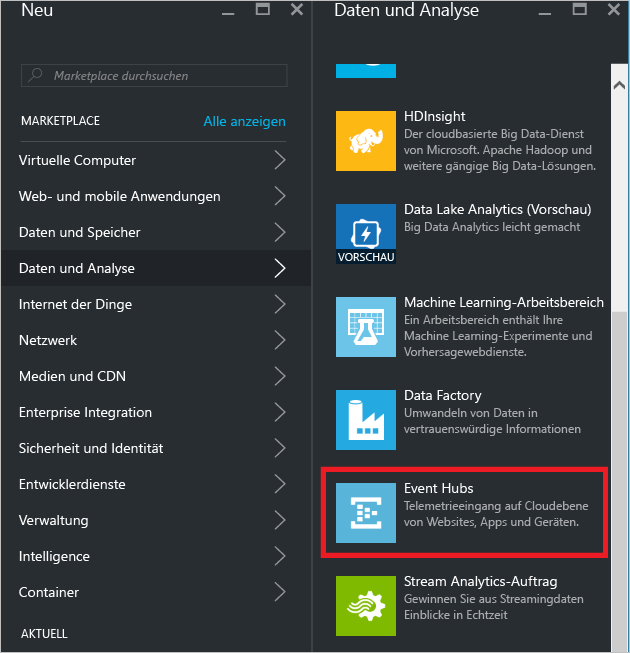 Neu
Marketplace durchsuchen
MARKETPLACE
Alle anzeigen
Virtuelle Computer
Web- und mobile Anwendungen
Daten und Speicher
Daten und Analyse
Internet der Dinge
Netzwerk
Medien und CDN
Enterprise Integration
Sicherheit und Identität
Entwicklerdienste
Verwaltung
Intelligence
Container
AKTUELL
Daten und Analyse
HDInsight
Der cloudbasierte Big Data-Dienst
von Microsoft. Apache Hadoop und
weitere gängige Big Data-Lösungen.
Data Lake Analytics (Vorschau)
Big Data Analytics leicht gemacht
VORSCHAU
Machine Learning-Arbeitsbereich
Ein Arbeitsbereich enthält Ihre
Machine Learning-Experimente und
Vorhersagewebdienste.
Data Factory
Umwandeln von Daten in
vertrauenswürdige Informationen
Event Hubs
Telemetrieeingang auf Cloudebene
von Websites, Apps und Geräten.
Stream Analytics-Auftrag
Gewinnen Sie aus Streamingdaten
Einblicke in Echtzeit